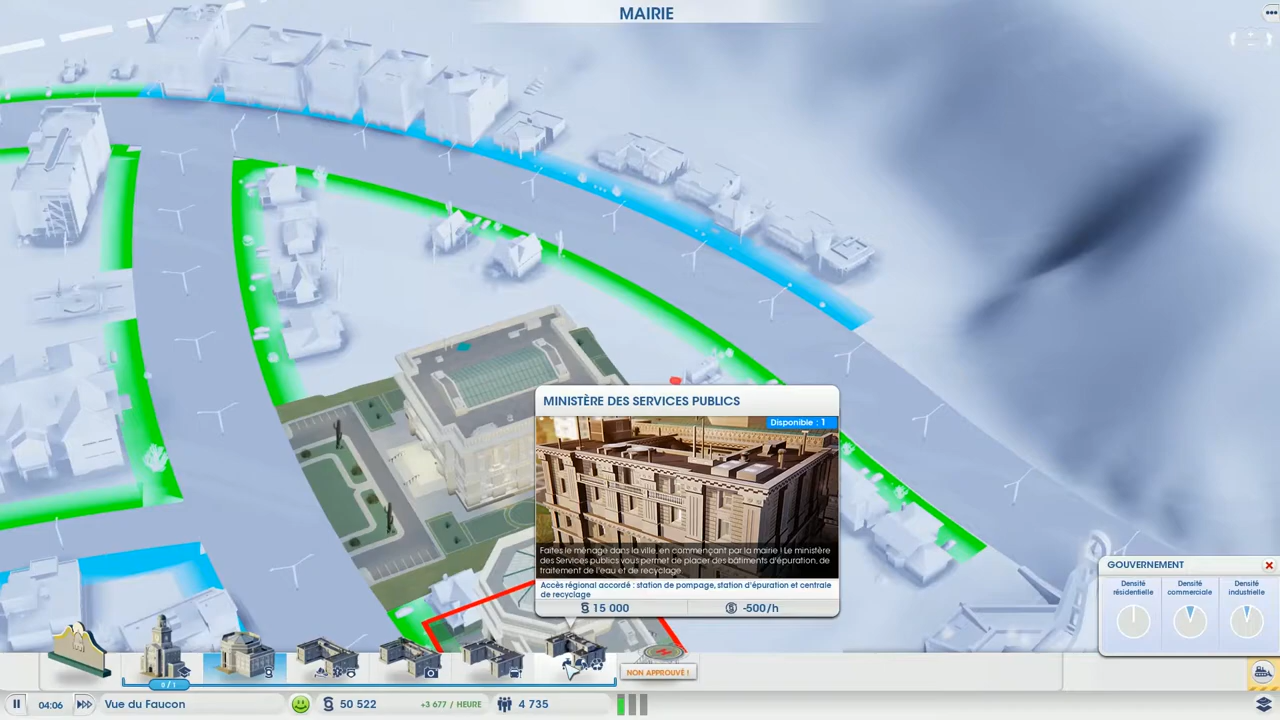 MAIRIE
MINISTÈRE DES SERVICES PUBLICS
Disponible : 1
Faites le ménage dans la ville, en commençant par la mairie ! Le ministère
des Services publics vous permet de placer des bâtiments d'épuration, de
traitement de l'eau et de recyclage.
Accès régional accordé : station de pompage, station d'épuration et centrale
de recyclage
15 000
-500/h
GOUVERNEMENT
Densité
résidentielle
Densité
commerciale
Densité
industrielle
NON APPROUVÉ !
0 / 1
04:06
Vue du Faucon
50 522
+3 677 / HEURE
4 735